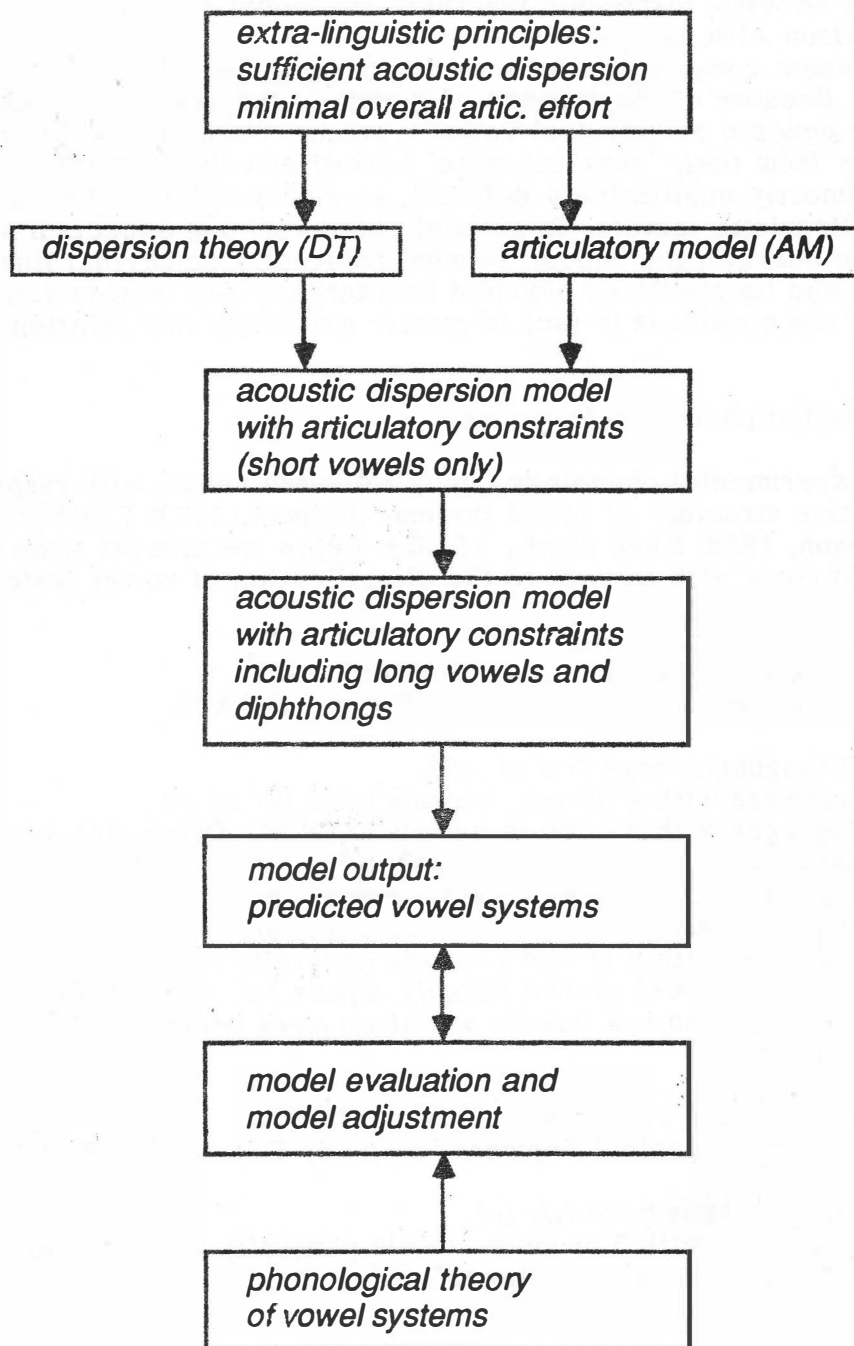 extra-linguistic principles:
sufficient acoustic dispersion
minimal overall artic. effort
dispersion theory (DT)
articulatory model (AM)
acoustic dispersion model
with articulatory constraints
(short vowels only)
acoustic dispersion model
with articulatory constraints
including long vowels and
diphthongs
model output:
predicted vowel systems
model evaluation and
model adjustment
phonological theory
of vowel systems